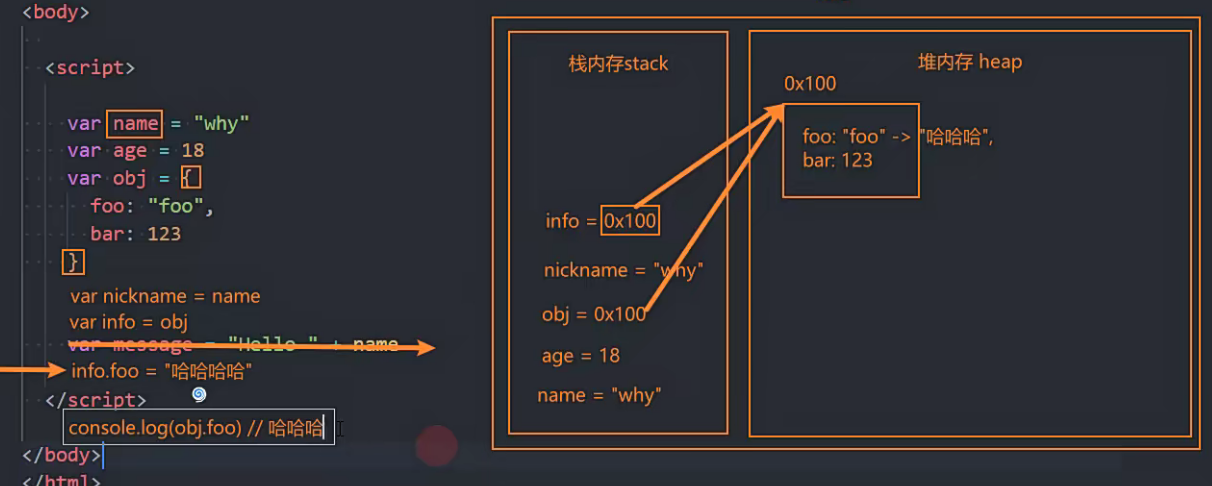 <body>
<script>
var name = "why"
var age = 18
var obj = {
foo: "foo",
bar: 123
}
var nickname = name
var info = obj
var message = "Hello " + name
info.foo = "哈哈哈哈"
</script>
console.log(obj.foo) // 哈哈哈
</body>
</html>
栈内存stack
info = 0x100
nickname = "why"
obj = 0x100
age = 18
name = "why"
堆内存 heap
0x100
foo: "foo" -> "哈哈哈",
bar: 123